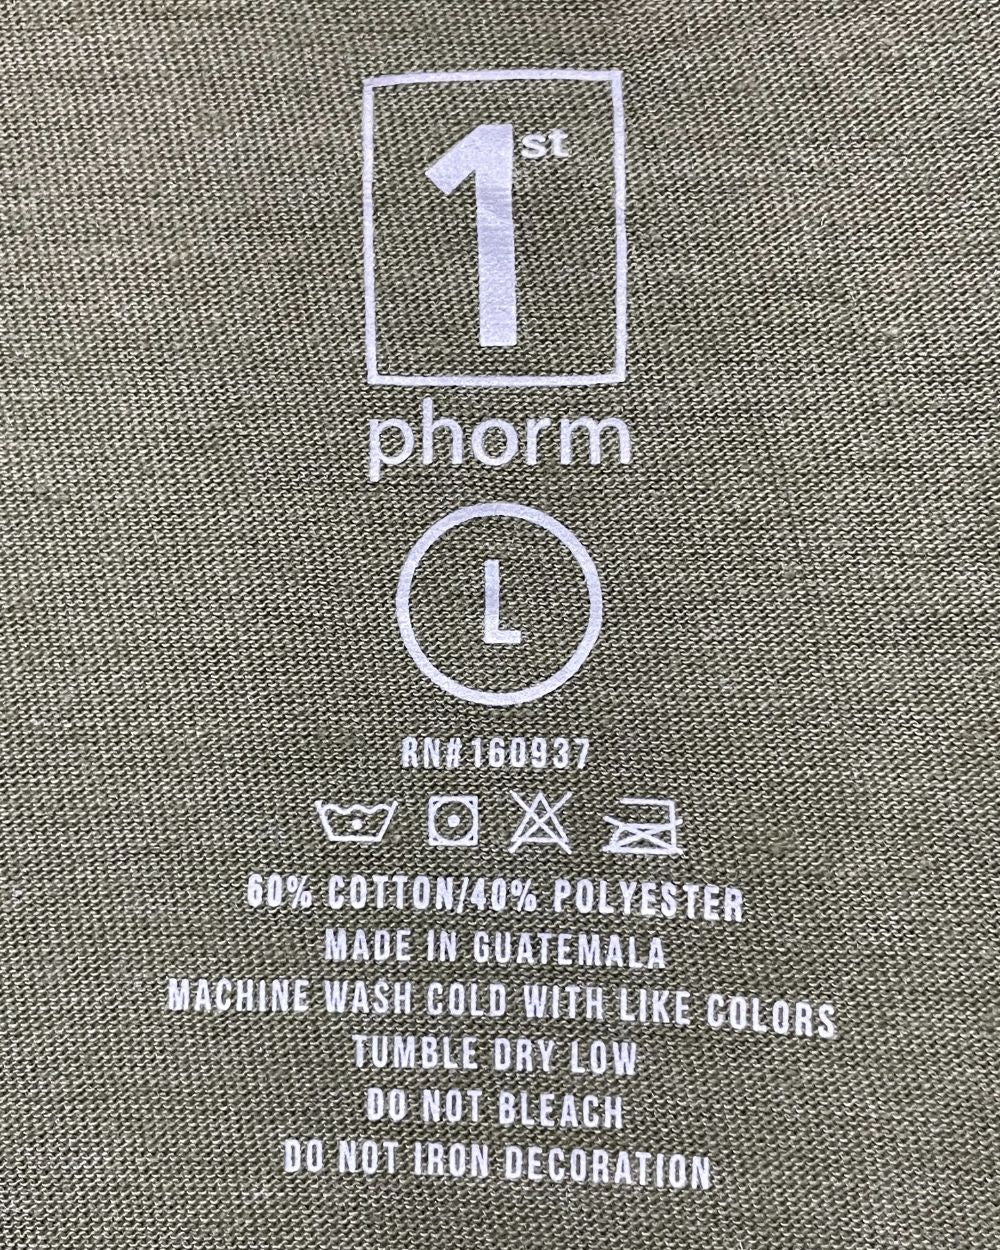 1st
phorm
L
RN#160937
60% COTTON/40% POLYESTER
MADE IN GUATEMALA
MACHINE WASH COLD WITH LIKE COLORS
TUMBLE DRY LOW
DO NOT BLEACH
DO NOT IRON DECORATION